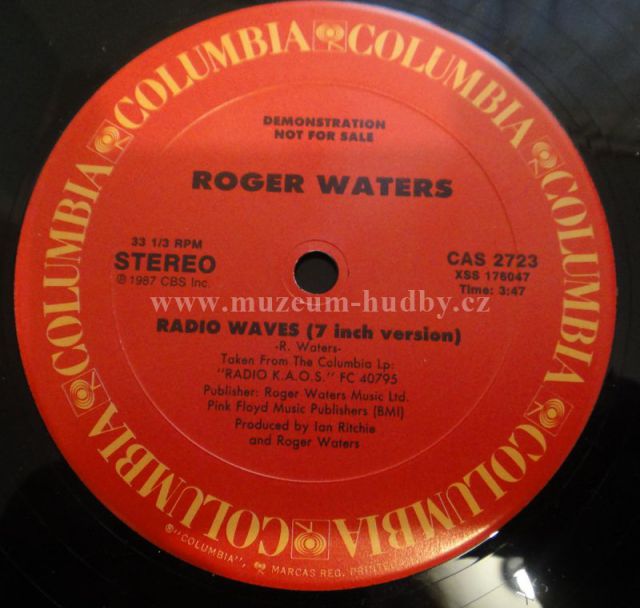 COLUMBIA COLUMBIA COLUMBIA COLUMBIA COLUMBIA COLUMBIA
DEMONSTRATION
NOT FOR SALE
ROGER WATERS
33 1/3 RPM
STEREO
℗ 1987 CBS Inc.
CAS 2723
XSS 176047
Time: 3:47
www.muzeum-hudby.cz
RADIO WAVES (7 inch version)
-R. Waters-
Taken From The Columbia Lp:
"RADIO K.A.O.S." FC 40795
Publisher: Roger Waters Music Ltd.
Pink Floyd Music Publishers (BMI)
Produced by Ian Ritchie
and Roger Waters
® "COLUMBIA", MARCAS REG. PRINTED